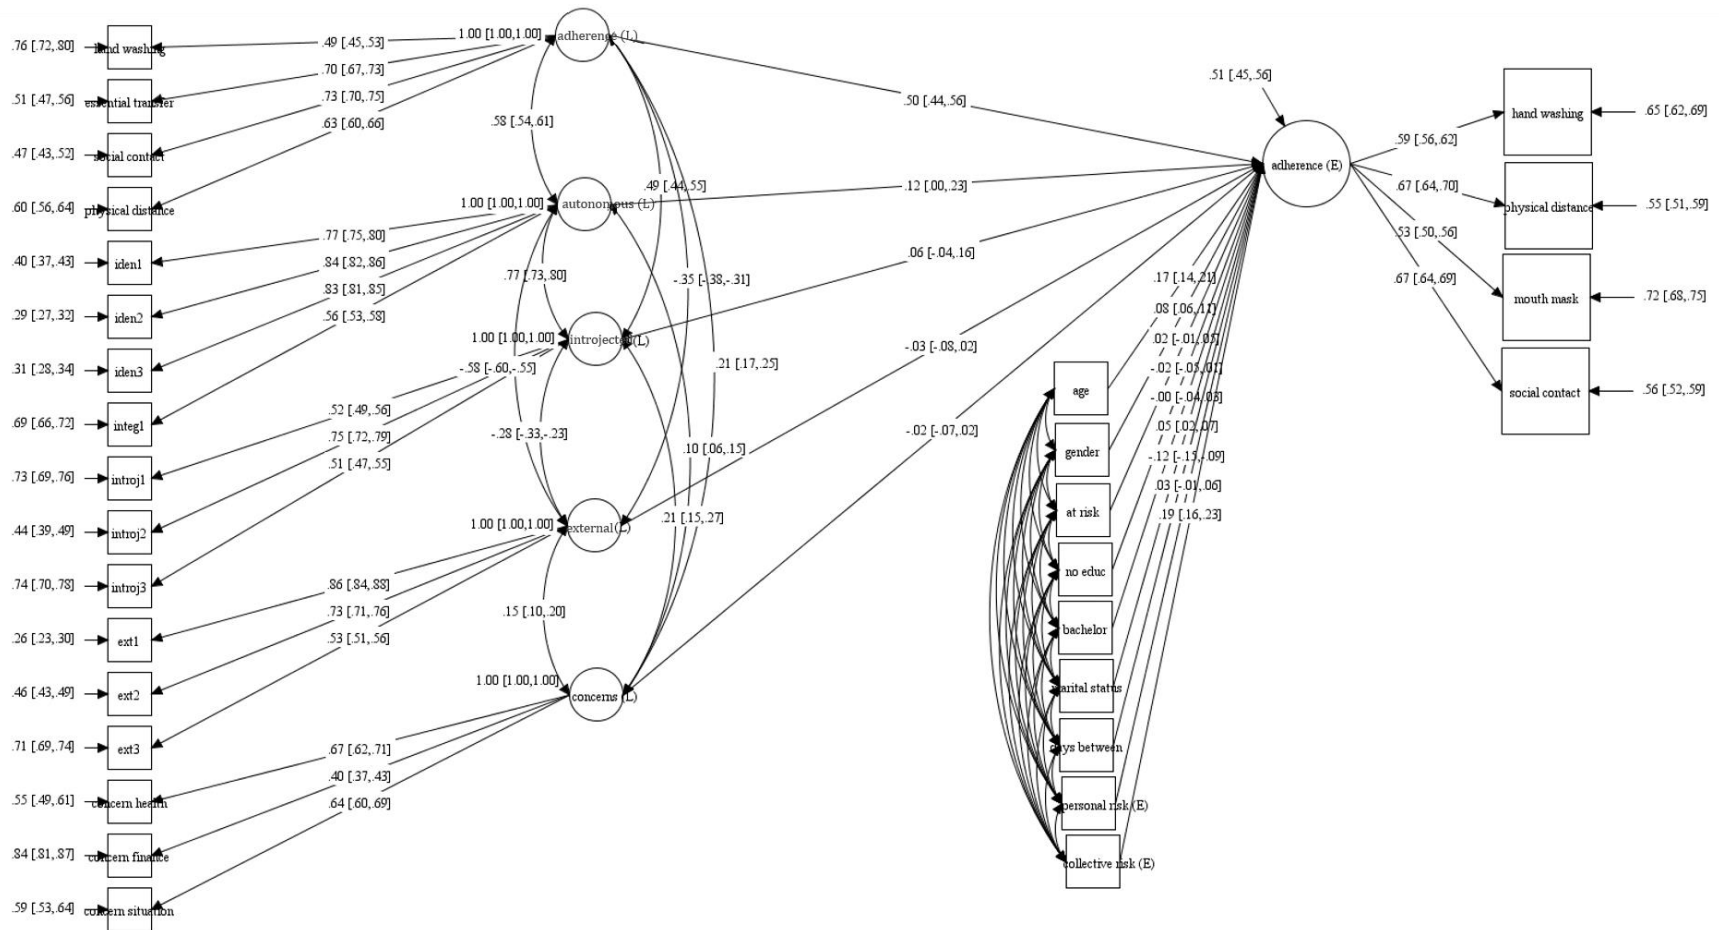 .76 [.72,.80]
hand washing
.51 [.47,.56]
essential transfer
.47 [.43,.52]
social contact
.60 [.56,.64]
physical distance
.40 [.37,.43]
iden1
.29 [.27,.32]
iden2
.31 [.28,.34]
iden3
.69 [.66,.72]
integ1
.73 [.69,.76]
introj1
.44 [.39,.49]
introj2
.74 [.70,.78]
introj3
.26 [.23,.30]
ext1
.46 [.43,.49]
ext2
.71 [.69,.74]
ext3
.55 [.49,.61]
concern health
.84 [.81,.87]
concern finance
.59 [.53,.64]
concern situation
.49 [.45,.53]
.70 [.67,.73]
.73 [.70,.75]
.63 [.60,.66]
.77 [.75,.80]
.84 [.82,.86]
.83 [.81,.85]
.56 [.53,.58]
.52 [.49,.56]
.75 [.72,.79]
.51 [.47,.55]
.86 [.84,.88]
.73 [.71,.76]
.53 [.51,.56]
.67 [.62,.71]
.40 [.37,.43]
.64 [.60,.69]
1.00 [1.00,1.00]
adherence (L)
1.00 [1.00,1.00]
autonomous (L)
1.00 [1.00,1.00]
introjected (L)
1.00 [1.00,1.00]
external(L)
1.00 [1.00,1.00]
concerns (L)
.58 [.54,.61]
.49 [.44,.55]
.77 [.73,.80]
-.35 [-.38,-.31]
-.58 [-.60,-.55]
.21 [.17,.25]
-.28 [-.33,-.23]
.10 [.06,.15]
.21 [.15,.27]
.15 [.10,.20]
.50 [.44,.56]
.12 [.00,.23]
.06 [-.04,.16]
-.03 [-.08,.02]
-.02 [-.07,.02]
.51 [.45,.56]
adherence (E)
.17 [.14,.21]
.08 [.06,.11]
.02 [-.01,.05]
-.02 [-.05,.01]
-.00 [-.04,.03]
.05 [.02,.07]
-.12 [-.15,-.09]
.03 [-.01,.06]
.19 [.16,.23]
age
gender
at risk
no educ
bachelor
marital status
days between
personal risk (E)
collective risk (E)
.59 [.56,.62]
.67 [.64,.70]
.53 [.50,.56]
.67 [.64,.69]
hand washing
.65 [.62,.69]
physical distance
.55 [.51,.59]
mouth mask
.72 [.68,.75]
social contact
.56 [.52,.59]